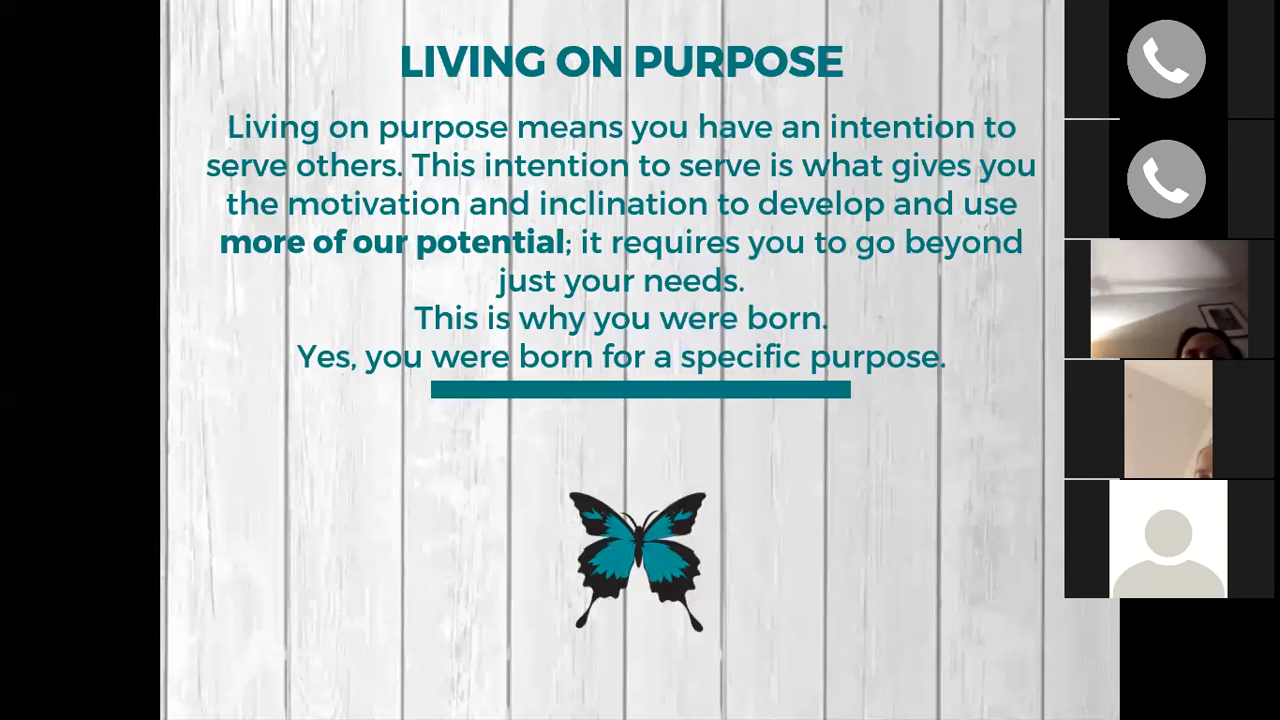 LIVING ON PURPOSE
Living on purpose means you have an intention to
serve others. This intention to serve is what gives you
the motivation and inclination to develop and use
more of our potential; it requires you to go beyond
just your needs.
This is why you were born.
Yes, you were born for a specific purpose.